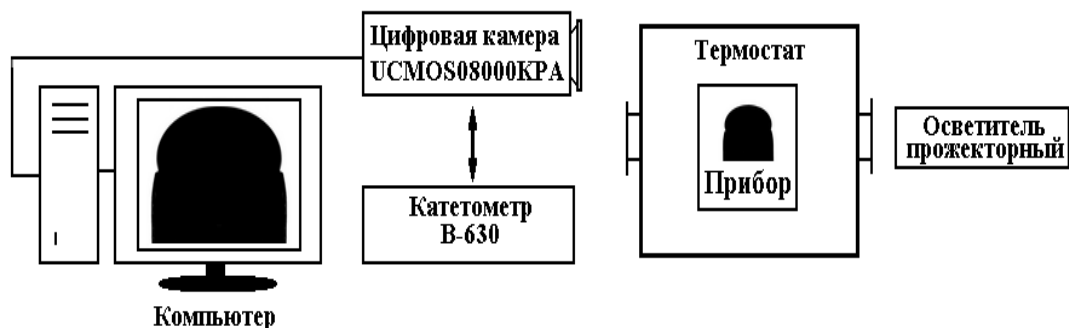 Цифровая камера
UCMOS08000KPA
Термостат
Осветитель
прожекторный
Прибор
Катетометр
В-630
Компьютер